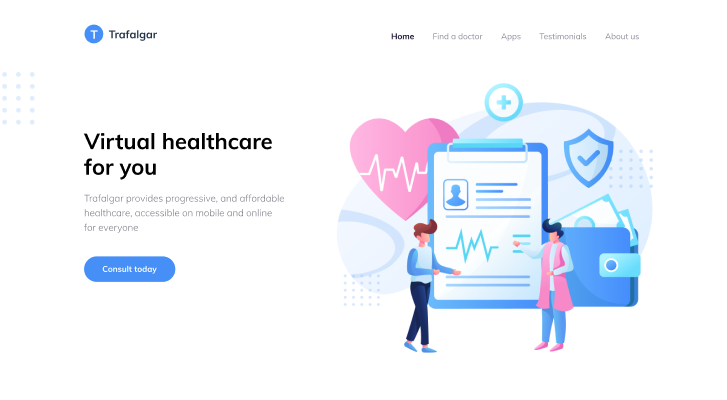 T
Trafalgar
Home
Find a doctor
Apps
Testimonials
About us
Virtual healthcare
for you
Trafalgar provides progressive, and affordable
healthcare, accessible on mobile and online
for everyone
Consult today